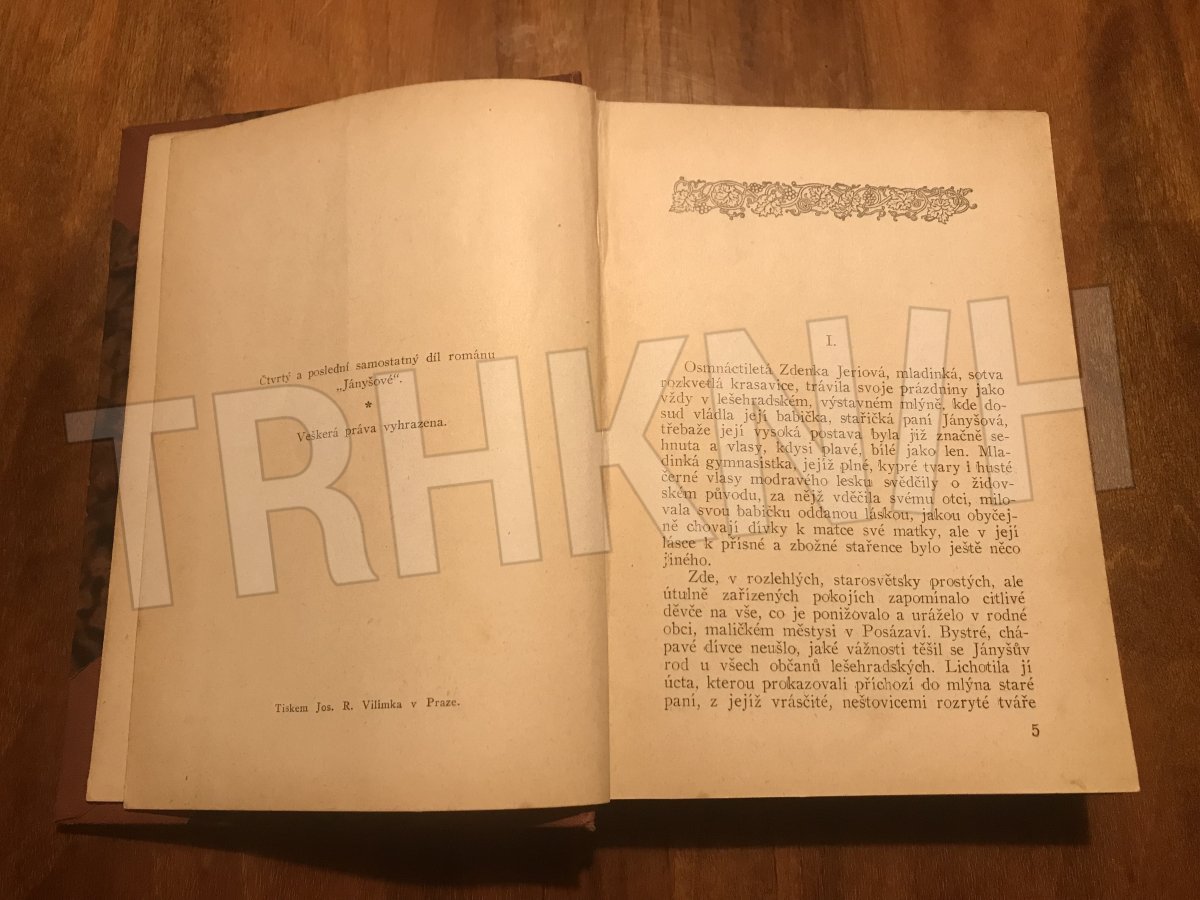 Čtvrtý a poslední samostatný díl románu
„Jányšové“.
*
Veškerá práva vyhrazena.
Tiskem Jos. R. Vilímka v Praze.
I.
Osmnáctiletá Zdenka Jeriová, mladinká, sotva
rozkvetlá krasavice, trávila svoje prázdniny jako
vždy v lešehradském, výstavném mlýně, kde do-
sud vládla její babička, stařičká paní Jányšová,
třebaže její vysoká postava byla již značně se-
hnuta a vlasy, kdysi plavé, bílé jako len. Mla-
dinká gymnasistka, jejíž plné, kypré tvary i husté
černé vlasy modravého lesku svědčily o židov-
ském původu, za nějž vděčila svému otci, milo-
vala svou babičku oddanou láskou, jakou obyčej-
ně chovají dívky k matce své matky, ale v její
lásce k přísné a zbožné stařence bylo ještě něco
jiného.
Zde, v rozlehlých, starosvětsky prostých, ale
útulně zařízených pokojích zapomínalo citlivé
děvče na vše, co je ponižovalo a uráželo v rodné
obci, maličkém městysi v Posázaví. Bystré, chá-
pavé dívce neušlo, jaké vážnosti těšil se Jányšův
rod u všech občanů lešehradských. Lichotila jí
úcta, kterou prokazovali příchozí do mlýna staré
paní, z jejíž vrásčité, neštovicemi rozryté tváře
5
TRHKNIH